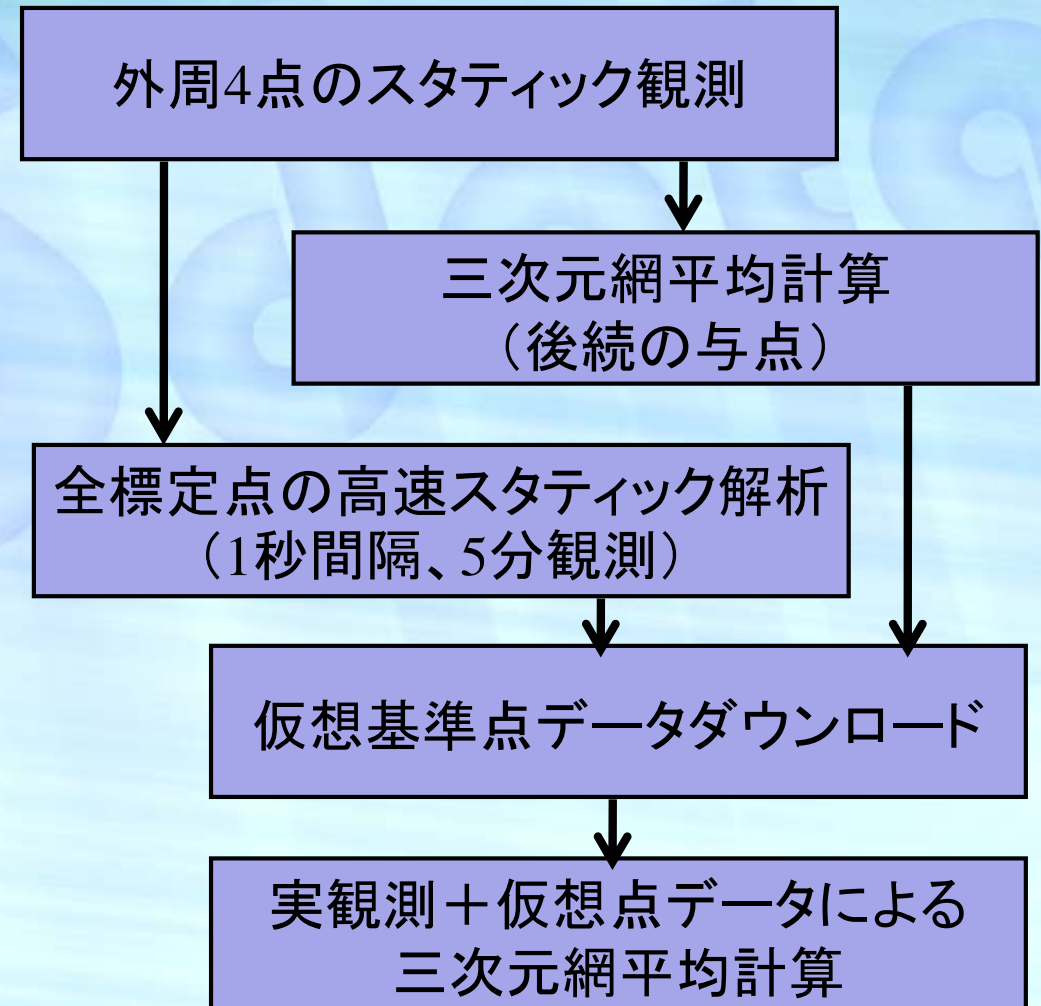 外周4点のスタティック観測
三次元網平均計算
（後続の与点）
全標定点の高速スタティック解析
（1秒間隔、5分観測）
仮想基準点データダウンロード
実観測＋仮想点データによる
三次元網平均計算